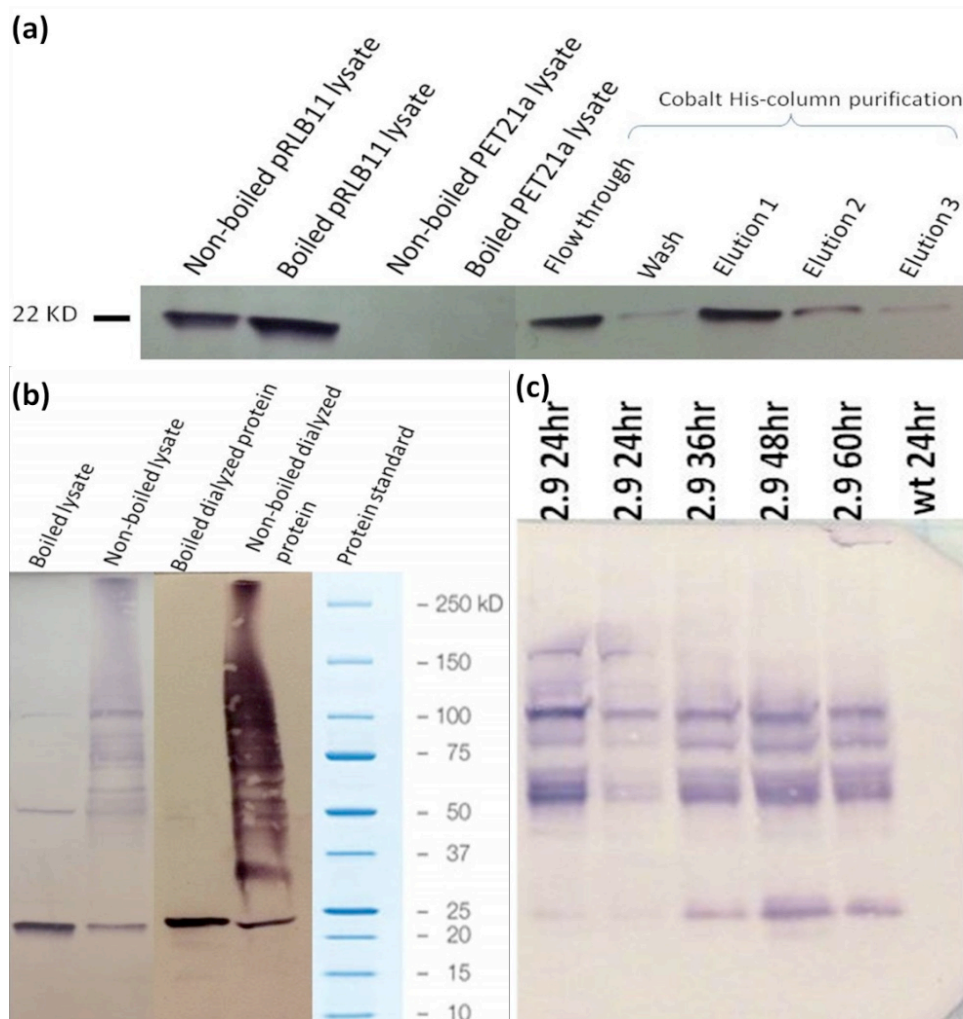 (a)
Non-boiled pRLB11 lysate
Boiled pRLB11 lysate
Non-boiled PET21a lysate
Boiled PET21a lysate
Flow through
Cobalt His-column purification
Wash
Elution 1
Elution 2
Elution 3
22 KD
(b)
Boiled lysate
Non-boiled lysate
Boiled dialyzed protein
Non-boiled dialyzed
protein
Protein standard
- 250 kD
- 150
- 100
- 75
- 50
- 37
- 25
- 20
- 15
- 10
(c)
2.9 24hr
2.9 24hr
2.9 36hr
2.9 48hr
2.9 60hr
wt 24hr